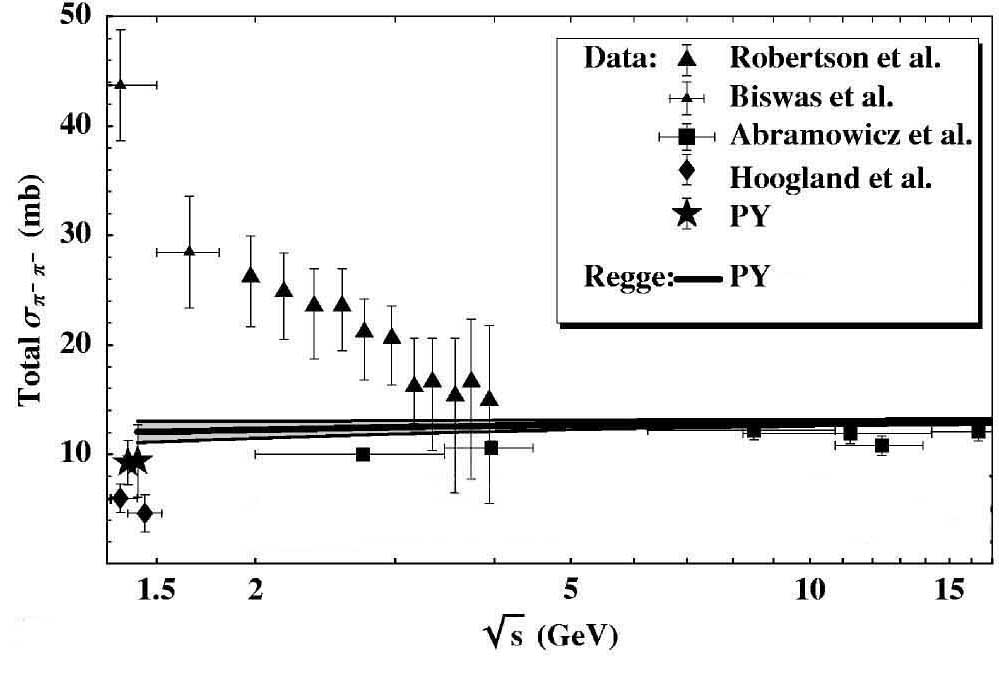 50
40
30
20
10
Total σπ⁻ π⁻ (mb)
Data: Robertson et al.
Biswas et al.
Abramowicz et al.
Hoogland et al.
PY
Regge: PY
1.5 2 5 10 15
√s (GeV)